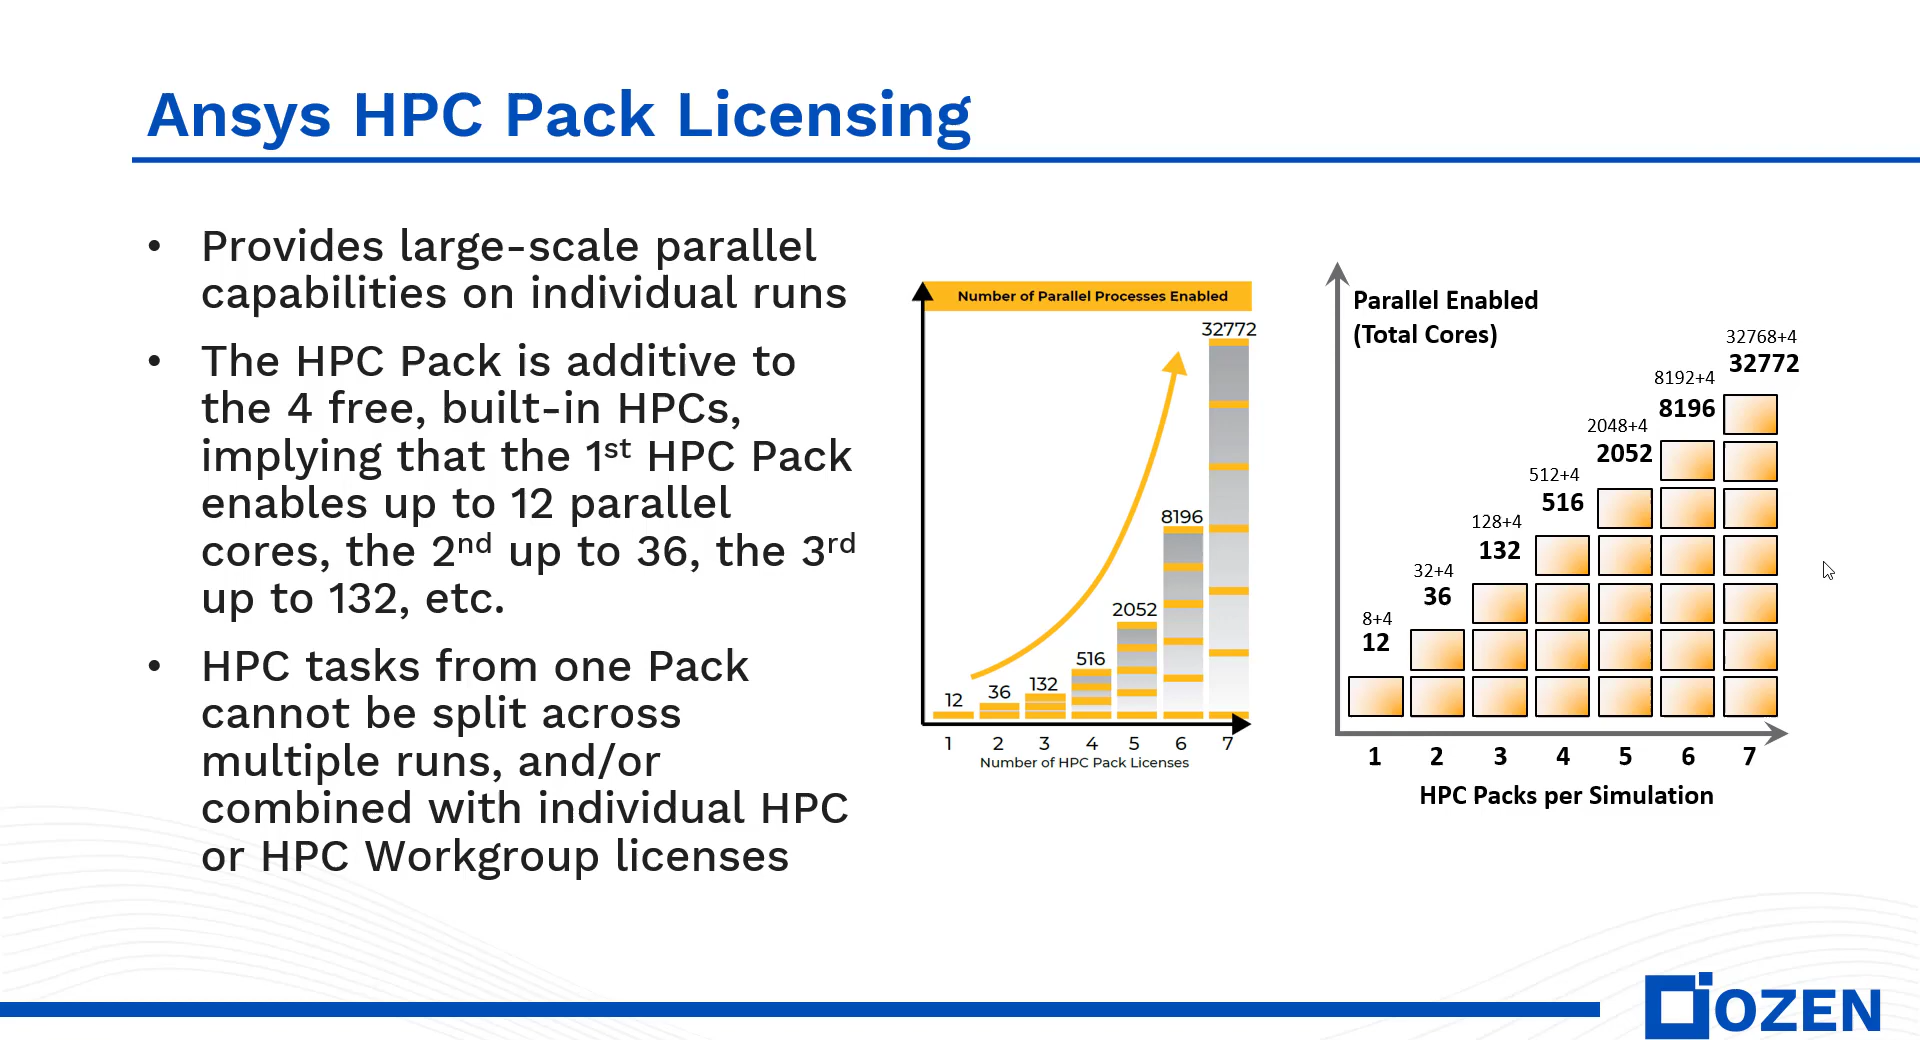 Ansys HPC Pack Licensing
• Provides large-scale parallel
capabilities on individual runs
• The HPC Pack is additive to
the 4 free, built-in HPCs,
implying that the 1st HPC Pack
enables up to 12 parallel
cores, the 2nd up to 36, the 3rd
up to 132, etc.
• HPC tasks from one Pack
cannot be split across
multiple runs, and/or
combined with individual HPC
or HPC Workgroup licenses
Number of Parallel Processes Enabled
32772
8196
2052
516
132
36
12
1 2 3 4 5 6 7
Number of HPC Pack Licenses
Parallel Enabled
(Total Cores)
32768+4
32772
8192+4
8196
2048+4
2052
512+4
516
128+4
132
32+4
36
8+4
12
1 2 3 4 5 6 7
HPC Packs per Simulation
OZEN